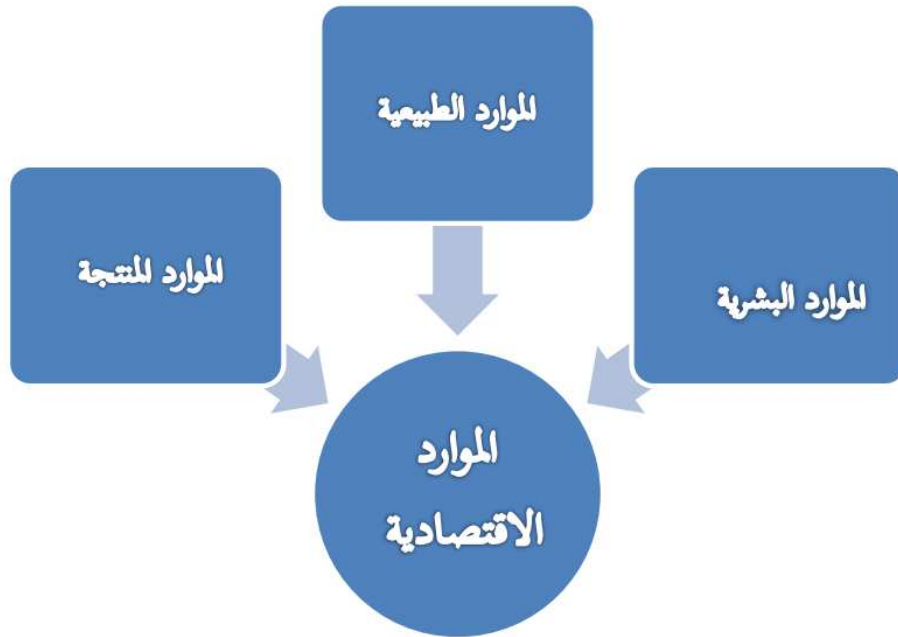 الموارد الطبيعية
الموارد البشرية
الموارد المنتجة
الموارد
الاقتصادية